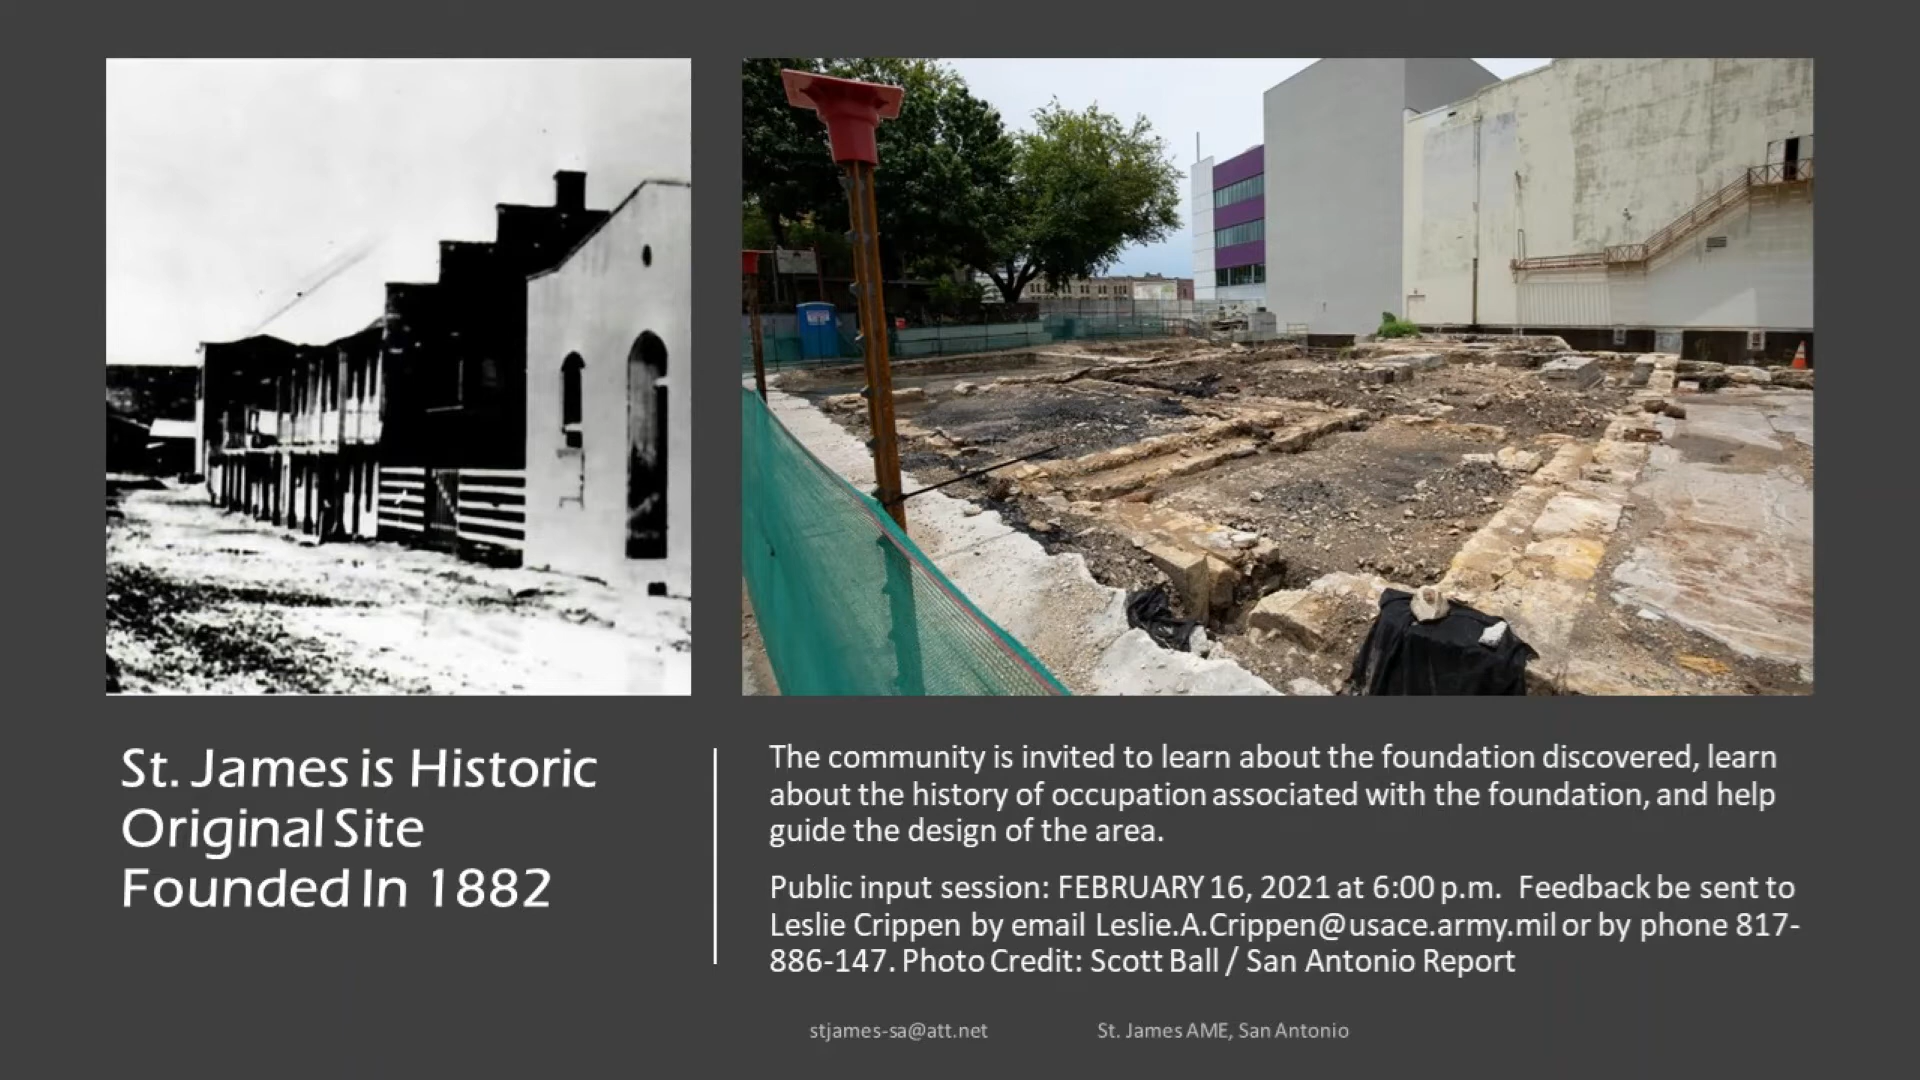 St. James is Historic
Original Site
Founded In 1882
The community is invited to learn about the foundation discovered, learn
about the history of occupation associated with the foundation, and help
guide the design of the area.
Public input session: FEBRUARY 16, 2021 at 6:00 p.m.  Feedback be sent to
Leslie Crippen by email Leslie.A.Crippen@usace.army.mil or by phone 817-
886-147. Photo Credit: Scott Ball / San Antonio Report
stjames-sa@att.net
St. James AME, San Antonio